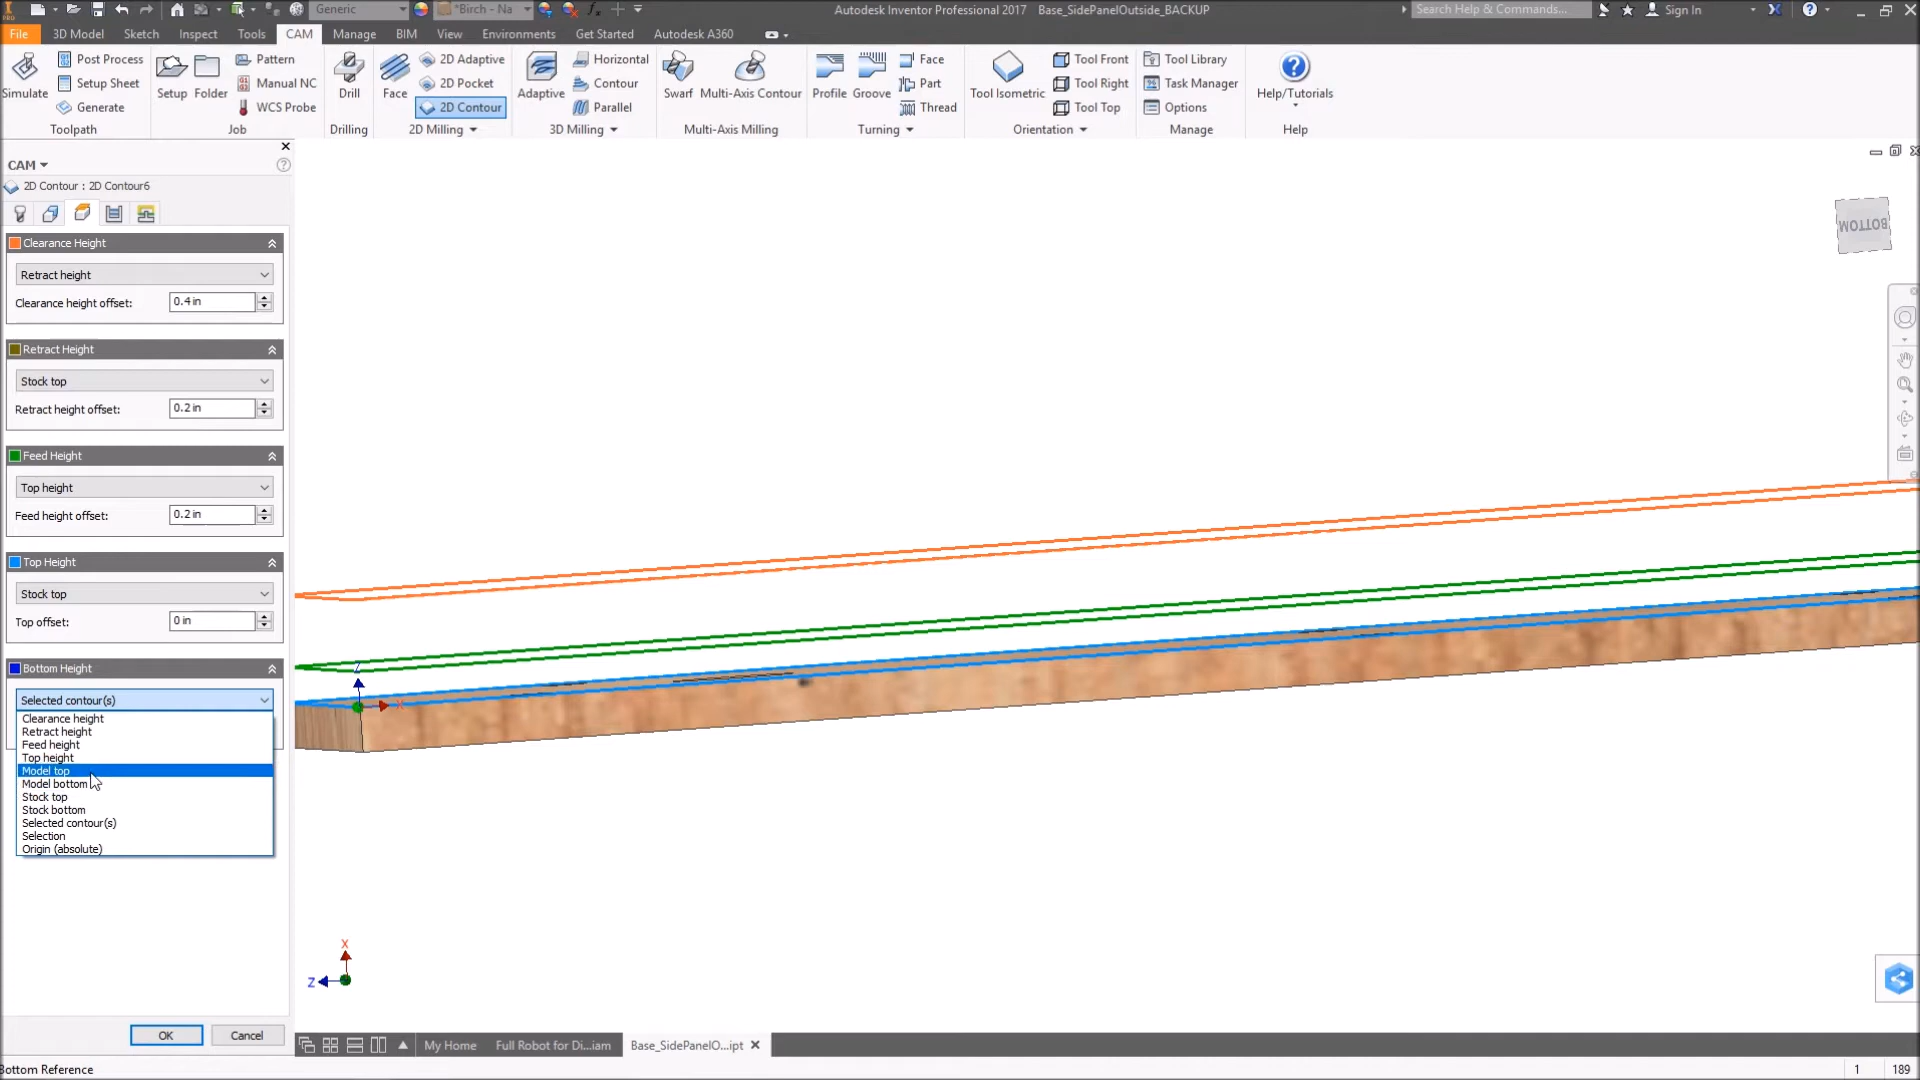 PRO
Generic
*Birch - Na
Autodesk Inventor Professional 2017 Base_SidePanelOutside_BACKUP
Search Help & Commands...
Sign In
File 3D Model Sketch Inspect Tools CAM Manage BIM View Environments Get Started Autodesk A360
Simulate
Post Process
Setup Sheet
Generate
Toolpath
Setup Folder
Pattern
Manual NC
WCS Probe
Job
Drill
Drilling
Face
2D Adaptive
2D Pocket
2D Contour
2D Milling
Adaptive
Horizontal
Contour
Parallel
3D Milling
Swarf Multi-Axis Contour
Multi-Axis Milling
Profile Groove
Face
Part
Thread
Turning
Tool Isometric
Tool Front
Tool Right
Tool Top
Orientation
Tool Library
Task Manager
Options
Manage
Help/Tutorials
Help
CAM
2D Contour : 2D Contour6
Clearance Height
Retract height
Clearance height offset: 0.4 in
Retract Height
Stock top
Retract height offset: 0.2 in
Feed Height
Top height
Feed height offset: 0.2 in
Top Height
Stock top
Top offset: 0 in
Bottom Height
Selected contour(s)
Clearance height
Retract height
Feed height
Top height
Model top
Model bottom
Stock top
Stock bottom
Selected contour(s)
Selection
Origin (absolute)
OK Cancel
BOTTOM
Z
X
X
Z
My Home Full Robot for Di...iam Base_SidePanelO...ipt
Bottom Reference
1 189